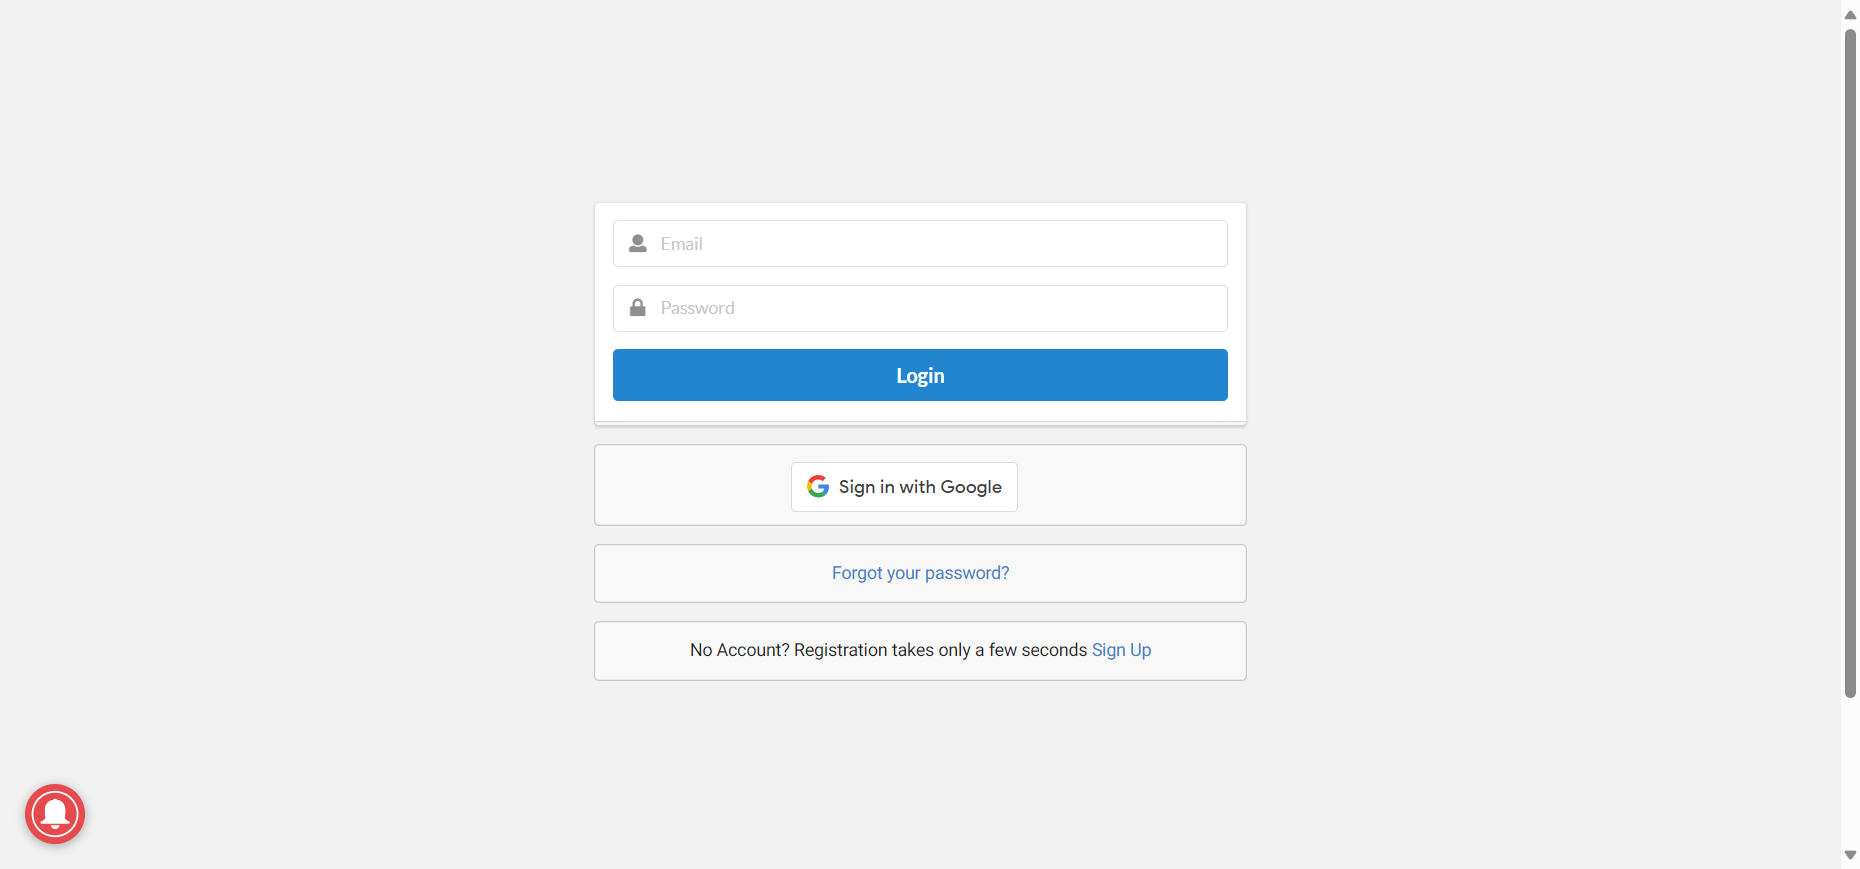 Email
Password
Login
Sign in with Google
Forgot your password?
No Account? Registration takes only a few seconds Sign Up